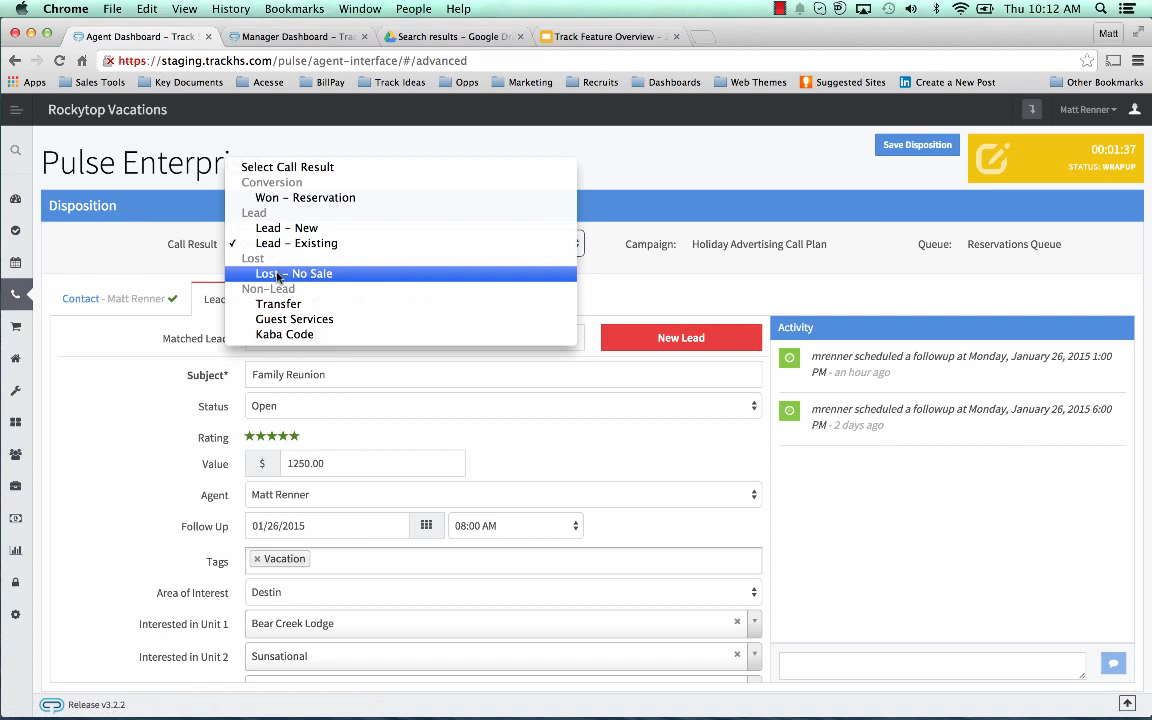 Chrome File Edit View History Bookmarks Window People Help Thu 10:12 AM
Agent Dashboard - Track Manager Dashboard - Trac Search results - Google Dr Track Feature Overview - Matt
https://staging.trackhs.com/pulse/agent-interface/#/advanced
Apps Sales Tools Key Documents Acesse BillPay Track Ideas Opps Marketing Recruits Dashboards Web Themes Suggested Sites Create a New Post Other Bookmarks
Rockytop Vacations Matt Renner
Pulse Enterpri
Save Disposition
00:01:37
STATUS: WRAPUP
Disposition
Call Result
Select Call Result
Conversion
Won - Reservation
Lead
Lead - New
✓ Lead - Existing
Lost
Lost - No Sale
Non-Lead
Transfer
Guest Services
Kaba Code
Campaign: Holiday Advertising Call Plan Queue: Reservations Queue
Contact - Matt Renner Lead
Matched Lead New Lead
Subject* Family Reunion
Status Open
Rating
Value $ 1250.00
Agent Matt Renner
Follow Up 01/26/2015 08:00 AM
Tags × Vacation
Area of Interest Destin
Interested in Unit 1 Bear Creek Lodge ×
Interested in Unit 2 Sunsational ×
Activity
mrenner scheduled a followup at Monday, January 26, 2015 1:00
PM - an hour ago
mrenner scheduled a followup at Monday, January 26, 2015 6:00
PM - 2 days ago
Release v3.2.2